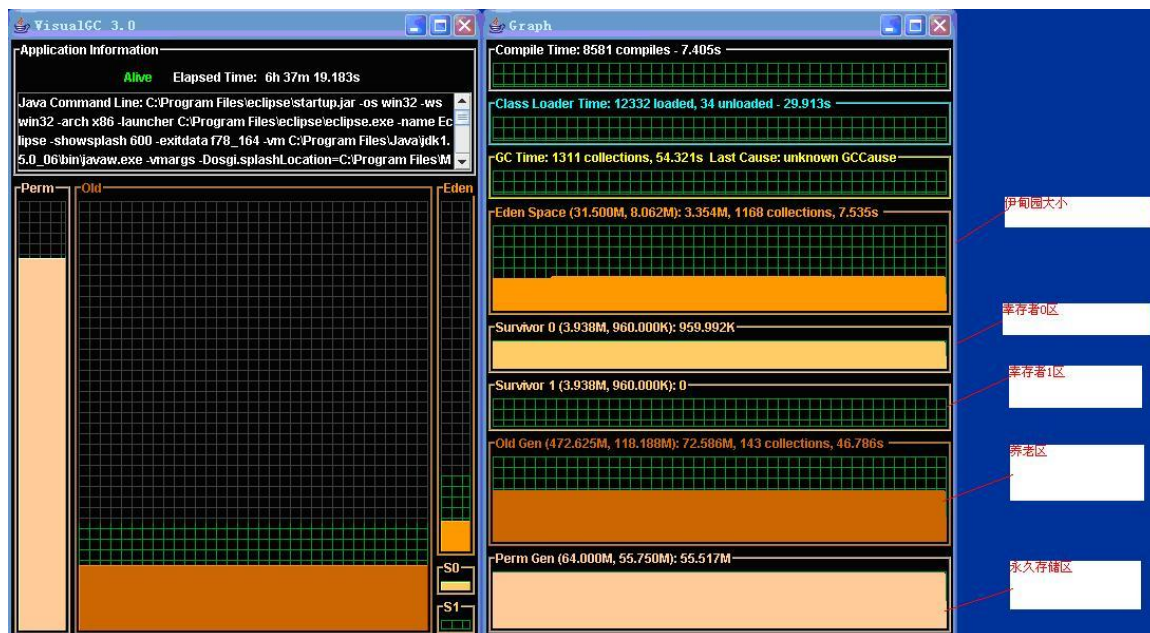 VisualGC 3.0
Application Information
Alive Elapsed Time: 6h 37m 19.183s
Java Command Line: C:\Program Files\eclipse\startup.jar -os win32 -ws
win32 -arch x86 -launcher C:\Program Files\eclipse\eclipse.exe -name Ec
lipse -showsplash 600 -exitdata f78_164 -vm C:\Program Files\Java\jdk1.
5.0_06\bin\javaw.exe -vmargs -Dosgi.splashLocation=C:\Program Files\M
Perm
Old
Eden
S0
S1
Graph
Compile Time: 8581 compiles - 7.405s
Class Loader Time: 12332 loaded, 34 unloaded - 29.913s
GC Time: 1311 collections, 54.321s Last Cause: unknown GCCause
Eden Space (31.500M, 8.062M): 3.354M, 1168 collections, 7.535s
Survivor 0 (3.938M, 960.000K): 959.992K
Survivor 1 (3.938M, 960.000K): 0
Old Gen (472.625M, 118.188M): 72.586M, 143 collections, 46.786s
Perm Gen (64.000M, 55.750M): 55.517M
伊甸园大小
幸存者0区
幸存者1区
养老区
永久存储区